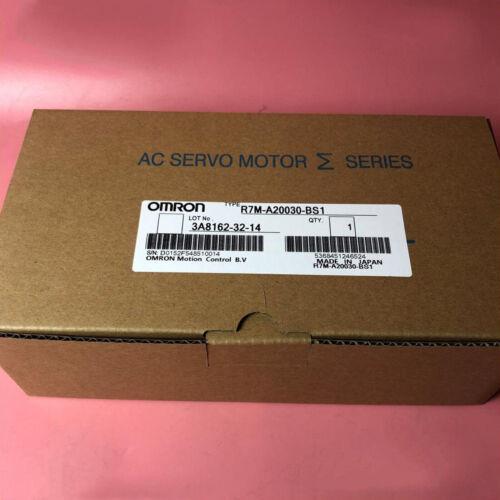 AC SERVO MOTOR Σ SERIES
OMRON TYPE R7M-A20030-BS1
LOT No. 3A8162-32-14 QTY. 1
S/N: D0152F548510014 5368451246524
OMRON Motion Control B.V MADE IN JAPAN
R7M-A20030-BS1